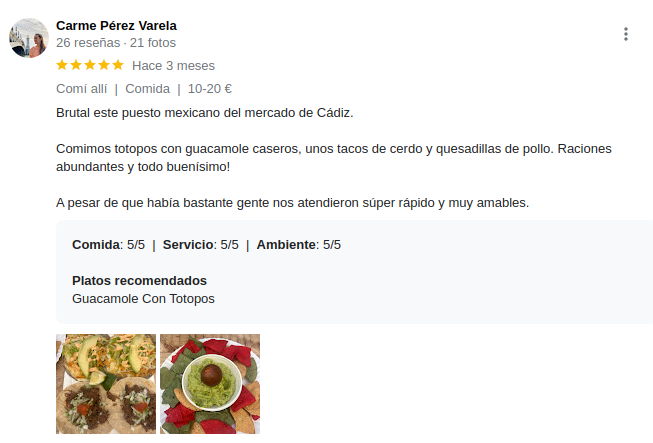 Carme Pérez Varela
26 reseñas · 21 fotos
Hace 3 meses
Comí allí | Comida | 10-20 €
Brutal este puesto mexicano del mercado de Cádiz.
Comimos totopos con guacamole caseros, unos tacos de cerdo y quesadillas de pollo. Raciones
abundantes y todo buenísimo!
A pesar de que había bastante gente nos atendieron súper rápido y muy amables.
Comida: 5/5 | Servicio: 5/5 | Ambiente: 5/5
Platos recomendados
Guacamole Con Totopos